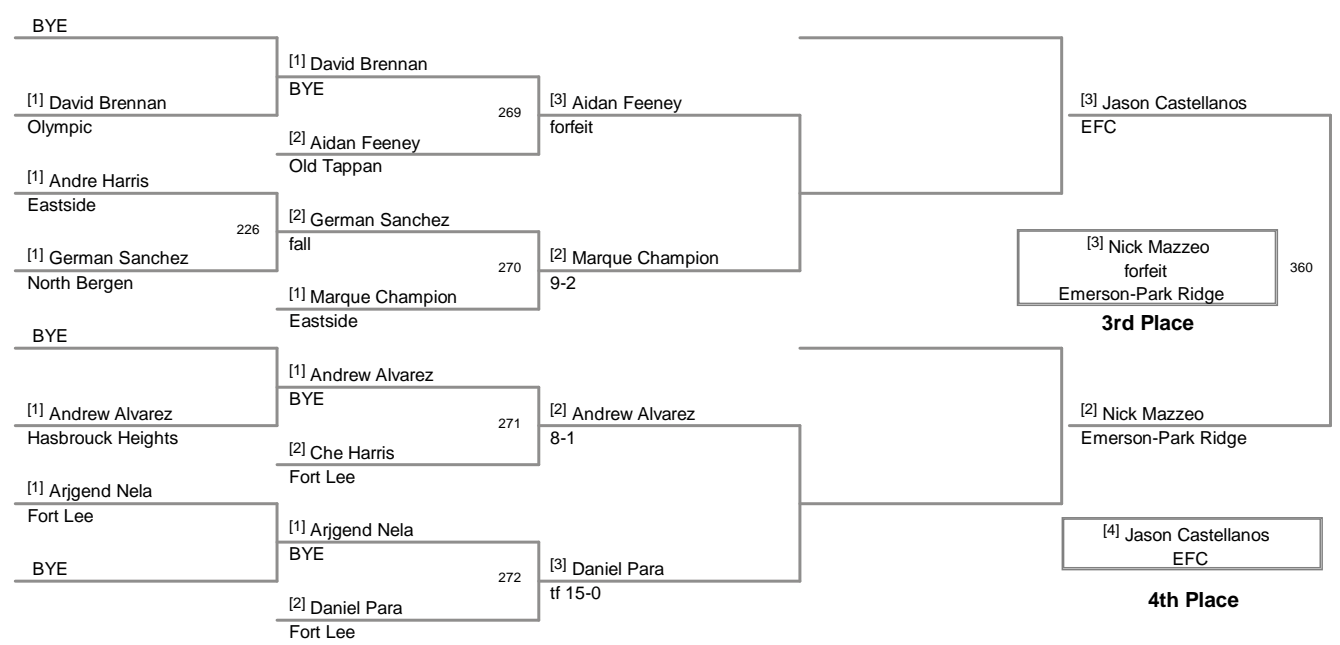 BYE
[1] David Brennan
Olympic
[1] Andre Harris
Eastside
226
[1] German Sanchez
North Bergen
BYE
[1] Andrew Alvarez
Hasbrouck Heights
[1] Arjgend Nela
Fort Lee
BYE
[1] David Brennan
BYE
269
[2] Aidan Feeney
Old Tappan
[2] German Sanchez
fall
270
[1] Marque Champion
Eastside
[1] Andrew Alvarez
BYE
271
[2] Che Harris
Fort Lee
[1] Arjgend Nela
BYE
272
[2] Daniel Para
Fort Lee
[3] Aidan Feeney
forfeit
[2] Marque Champion
9-2
[2] Andrew Alvarez
8-1
[3] Daniel Para
tf 15-0
[3] Jason Castellanos
EFC
[3] Nick Mazzeo
forfeit
Emerson-Park Ridge
360
3rd Place
[2] Nick Mazzeo
Emerson-Park Ridge
[4] Jason Castellanos
EFC
4th Place